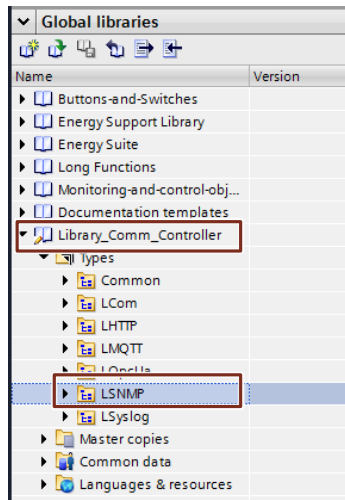 Global libraries
Name Version
Buttons-and-Switches
Energy Support Library
Energy Suite
Long Functions
Monitoring-and-control-obj...
Documentation templates
Library_Comm_Controller
Types
Common
LCom
LHTTP
LMQTT
LOpcUa
LSNMP
LSyslog
Master copies
Common data
Languages & resources